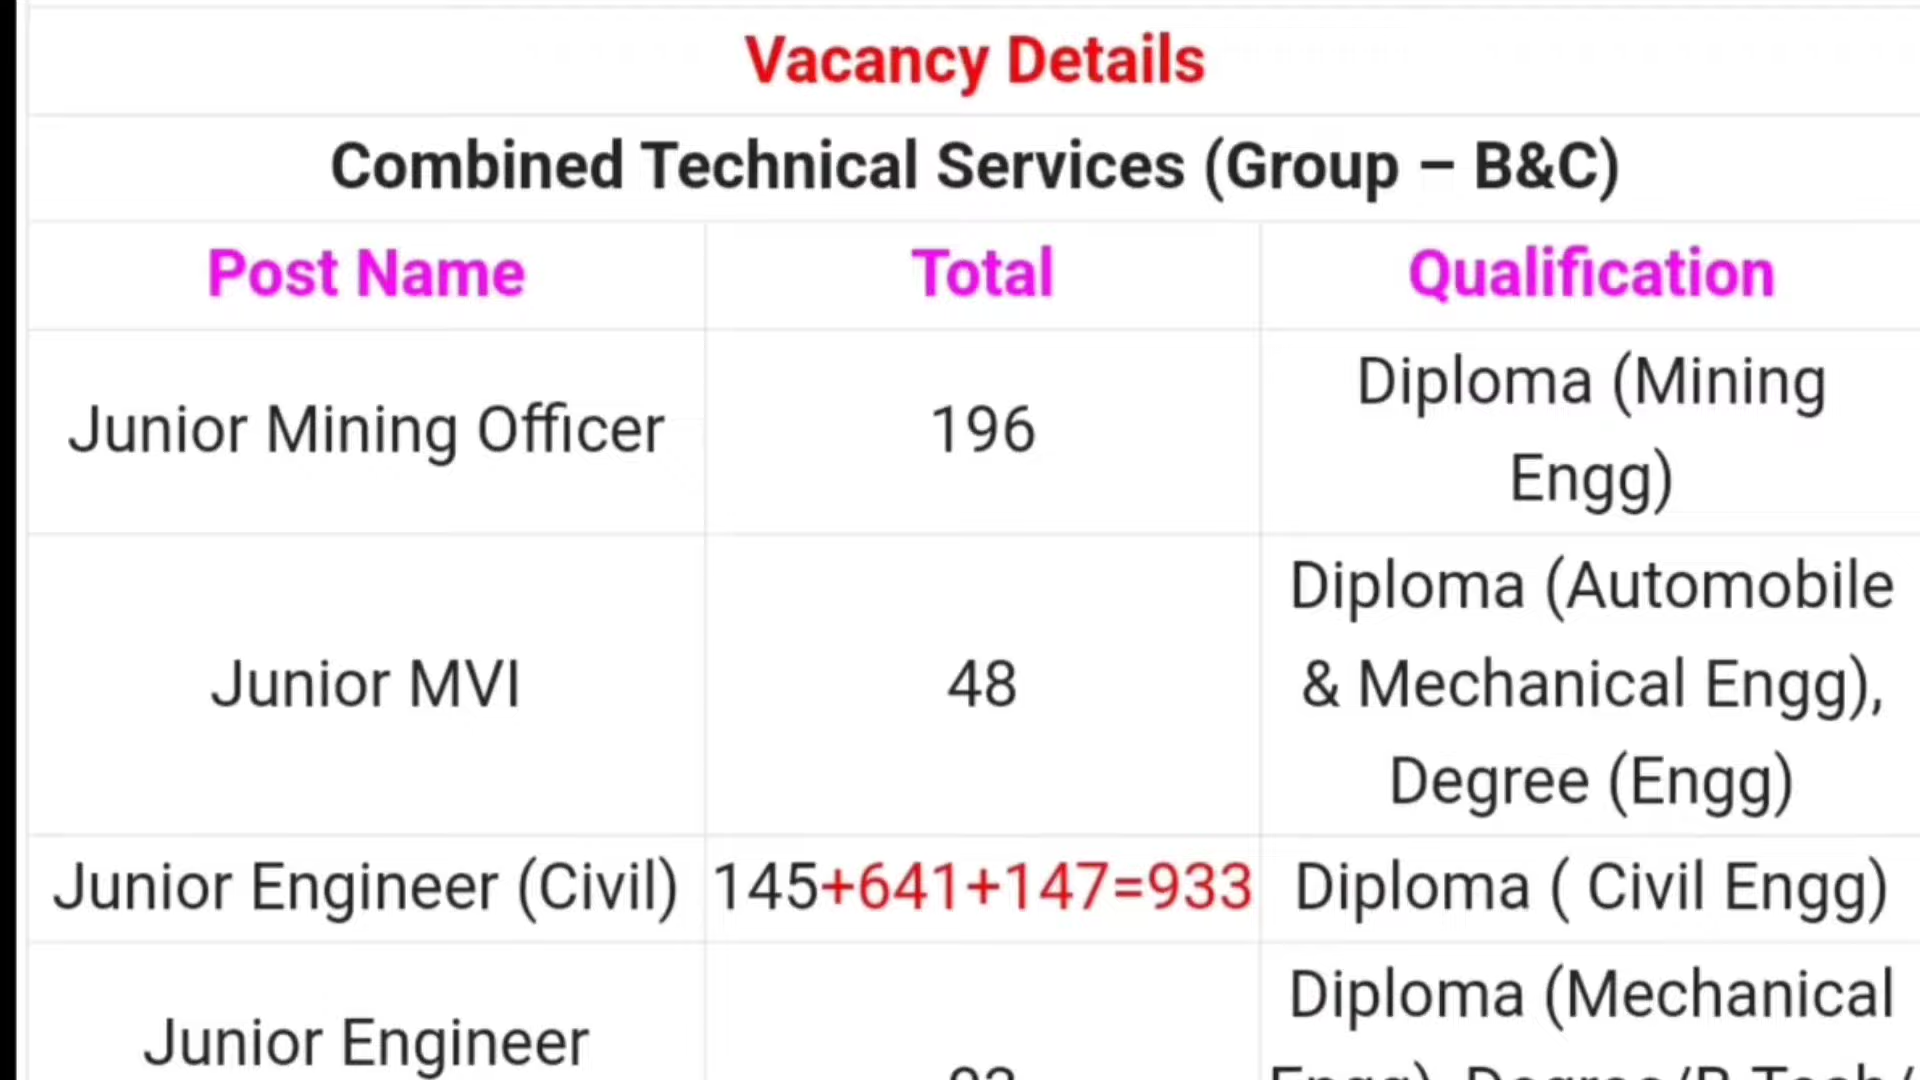 Vacancy Details
Combined Technical Services (Group – B&C)
Post Name Total Qualification
Junior Mining Officer 196 Diploma (Mining
Engg)
Junior MVI 48 Diploma (Automobile
& Mechanical Engg),
Degree (Engg)
Junior Engineer (Civil) 145+641+147=933 Diploma ( Civil Engg)
Junior Engineer Diploma (Mechanical